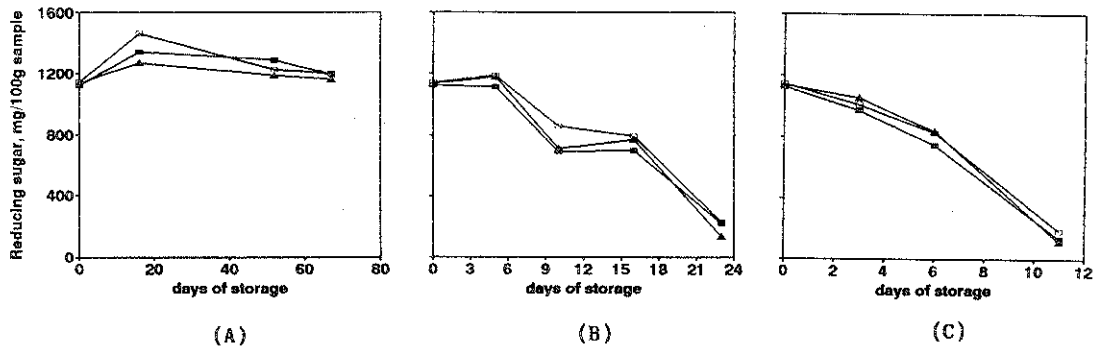 Reducing sugar, mg/100g sample
1600
1200
800
400
0
0 20 40 60 80
days of storage
(A)
0 3 6 9 12 15 18 21 24
days of storage
(B)
0 2 4 6 8 10 12
days of storage
(C)